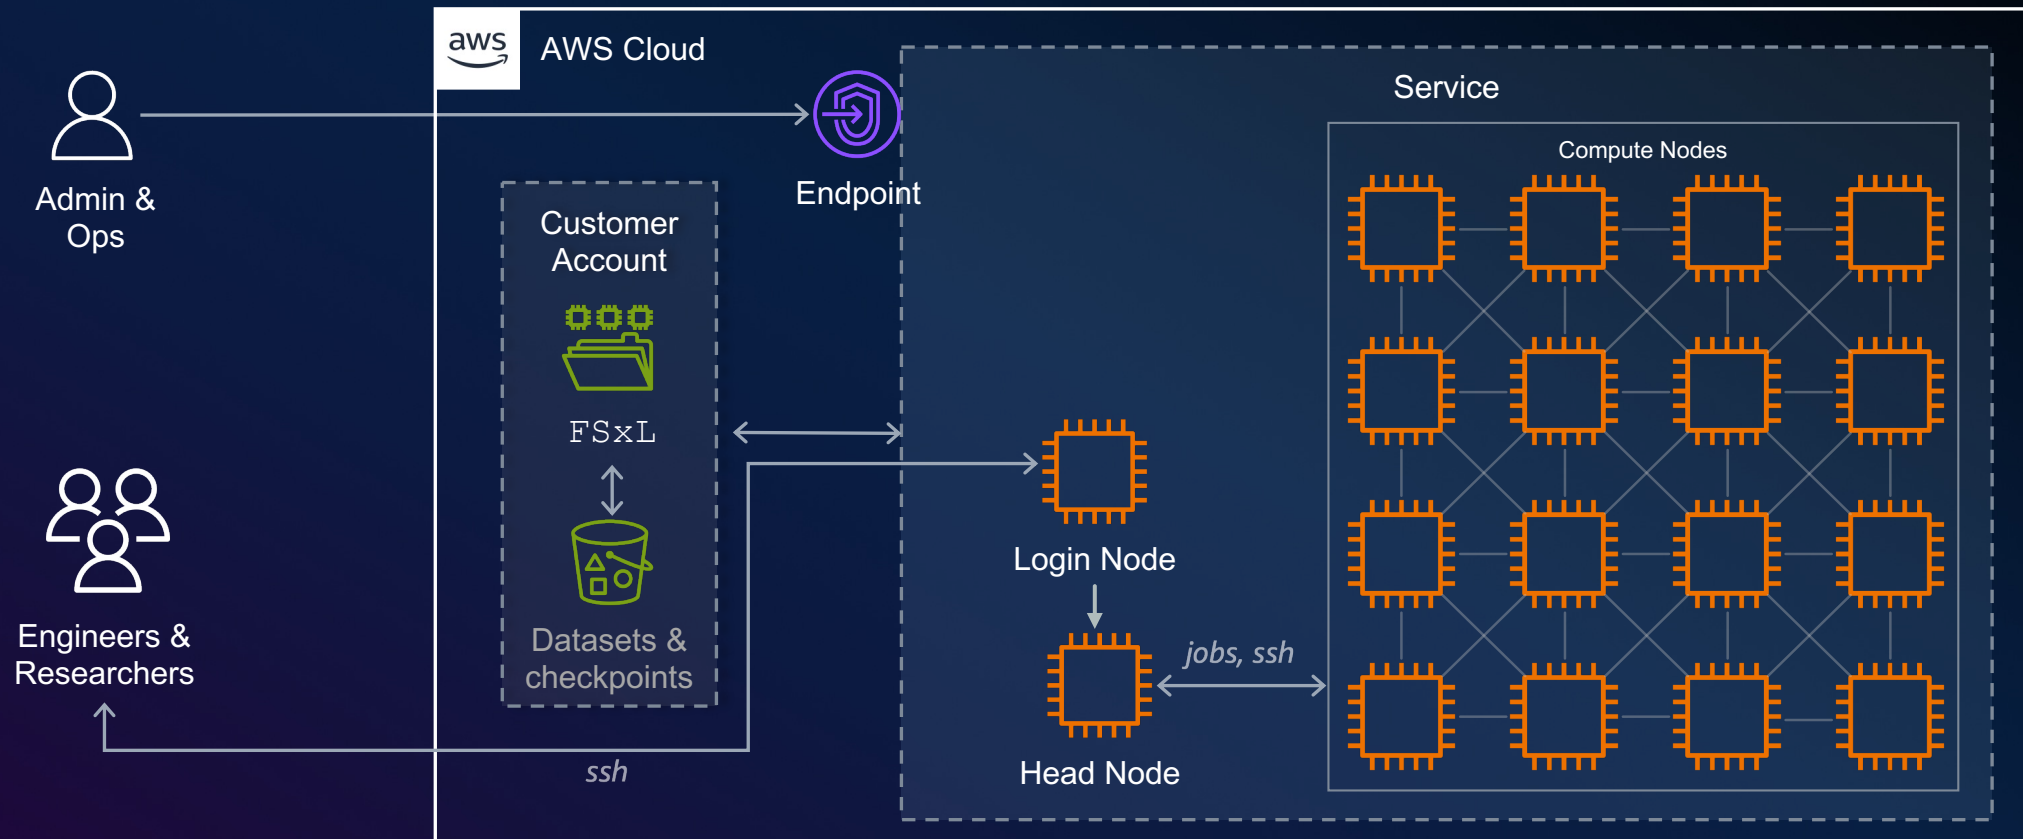 aws
AWS Cloud
Service
Compute Nodes
Admin &
Ops
Endpoint
Customer
Account
FSxL
Datasets &
checkpoints
Engineers &
Researchers
ssh
Login Node
jobs, ssh
Head Node